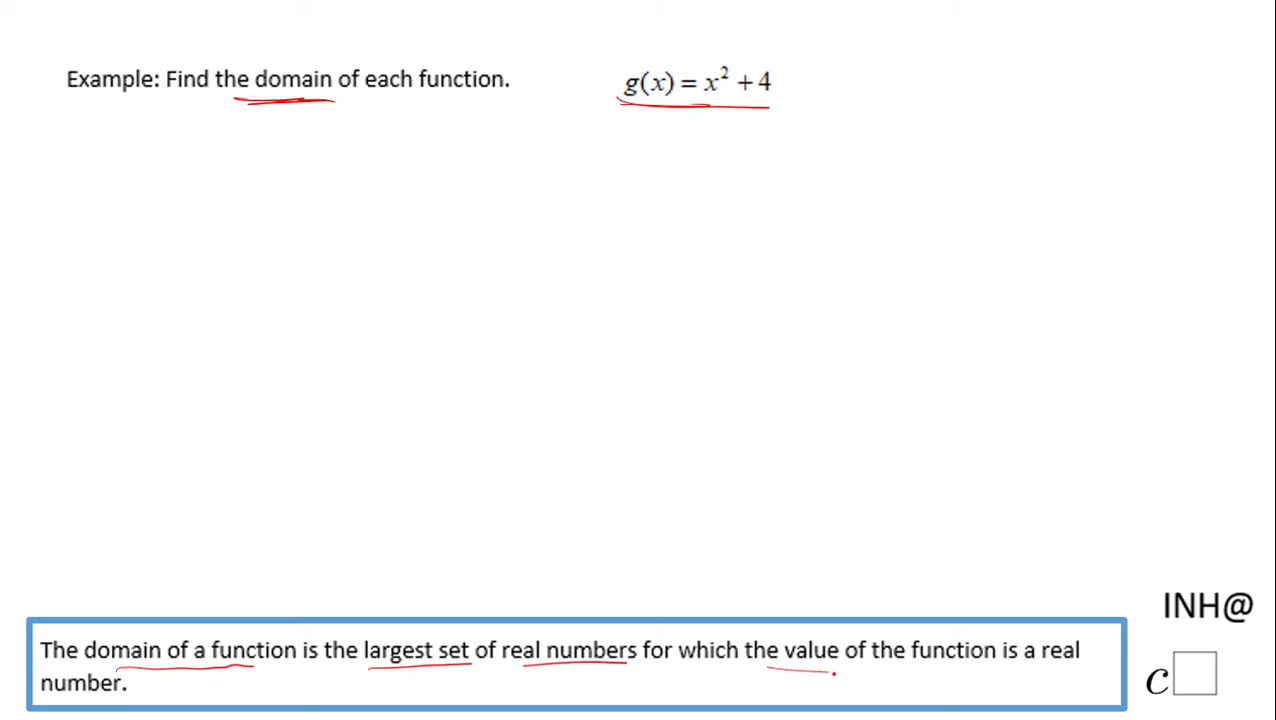 Example: Find the domain of each function. g(x) = x² + 4
INH@
The domain of a function is the largest set of real numbers for which the value of the function is a real
number.
c